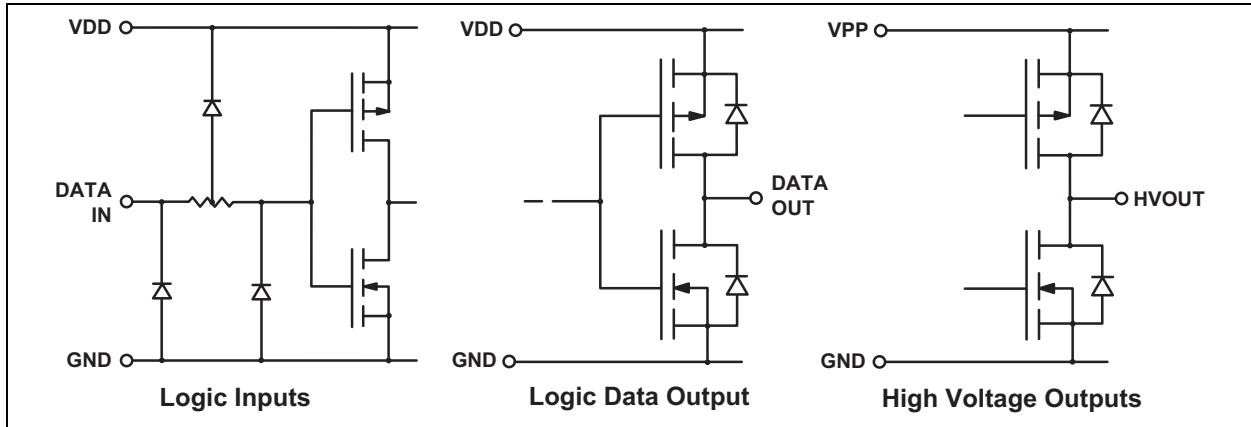 VDD
DATA
IN
GND
Logic Inputs
VDD
DATA
OUT
GND
Logic Data Output
VPP
HVOUT
GND
High Voltage Outputs